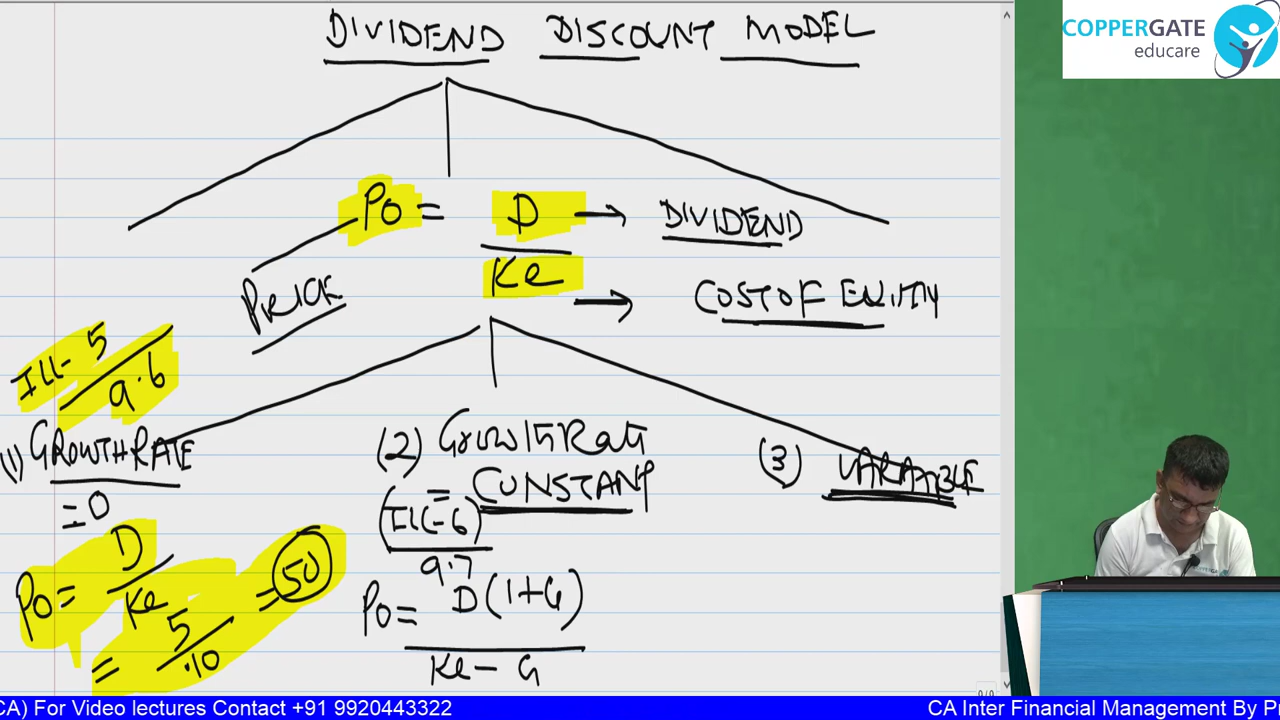 DIVIDEND DISCOUNT MODEL
COPPERGATE
educare
Po = D → DIVIDEND
Ke → COST OF EQUITY
PRICE
ILL- 5
9.6
(1) GROWTH RATE
= 0
(2) Growth Rate
= CONSTANT
(Ill- 6)
9.7
(3) VARIABLE
Po = D
Ke
= 5
.10
= 50
Po = D (1+G)
Ke - G
CA) For Video lectures Contact +91 9920443322
CA Inter Financial Management By